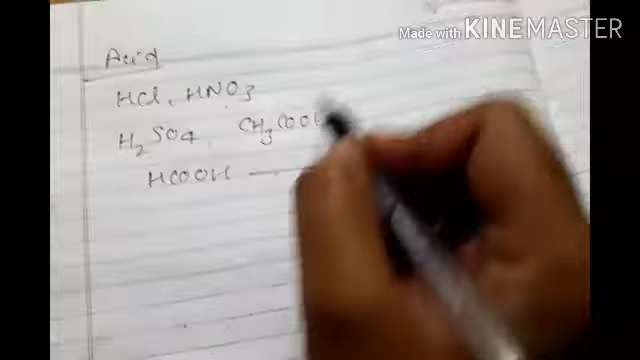 Made with KINEMASTER
Acid
HCl, HNO3
H2SO4 CH3COO
HCOOH —